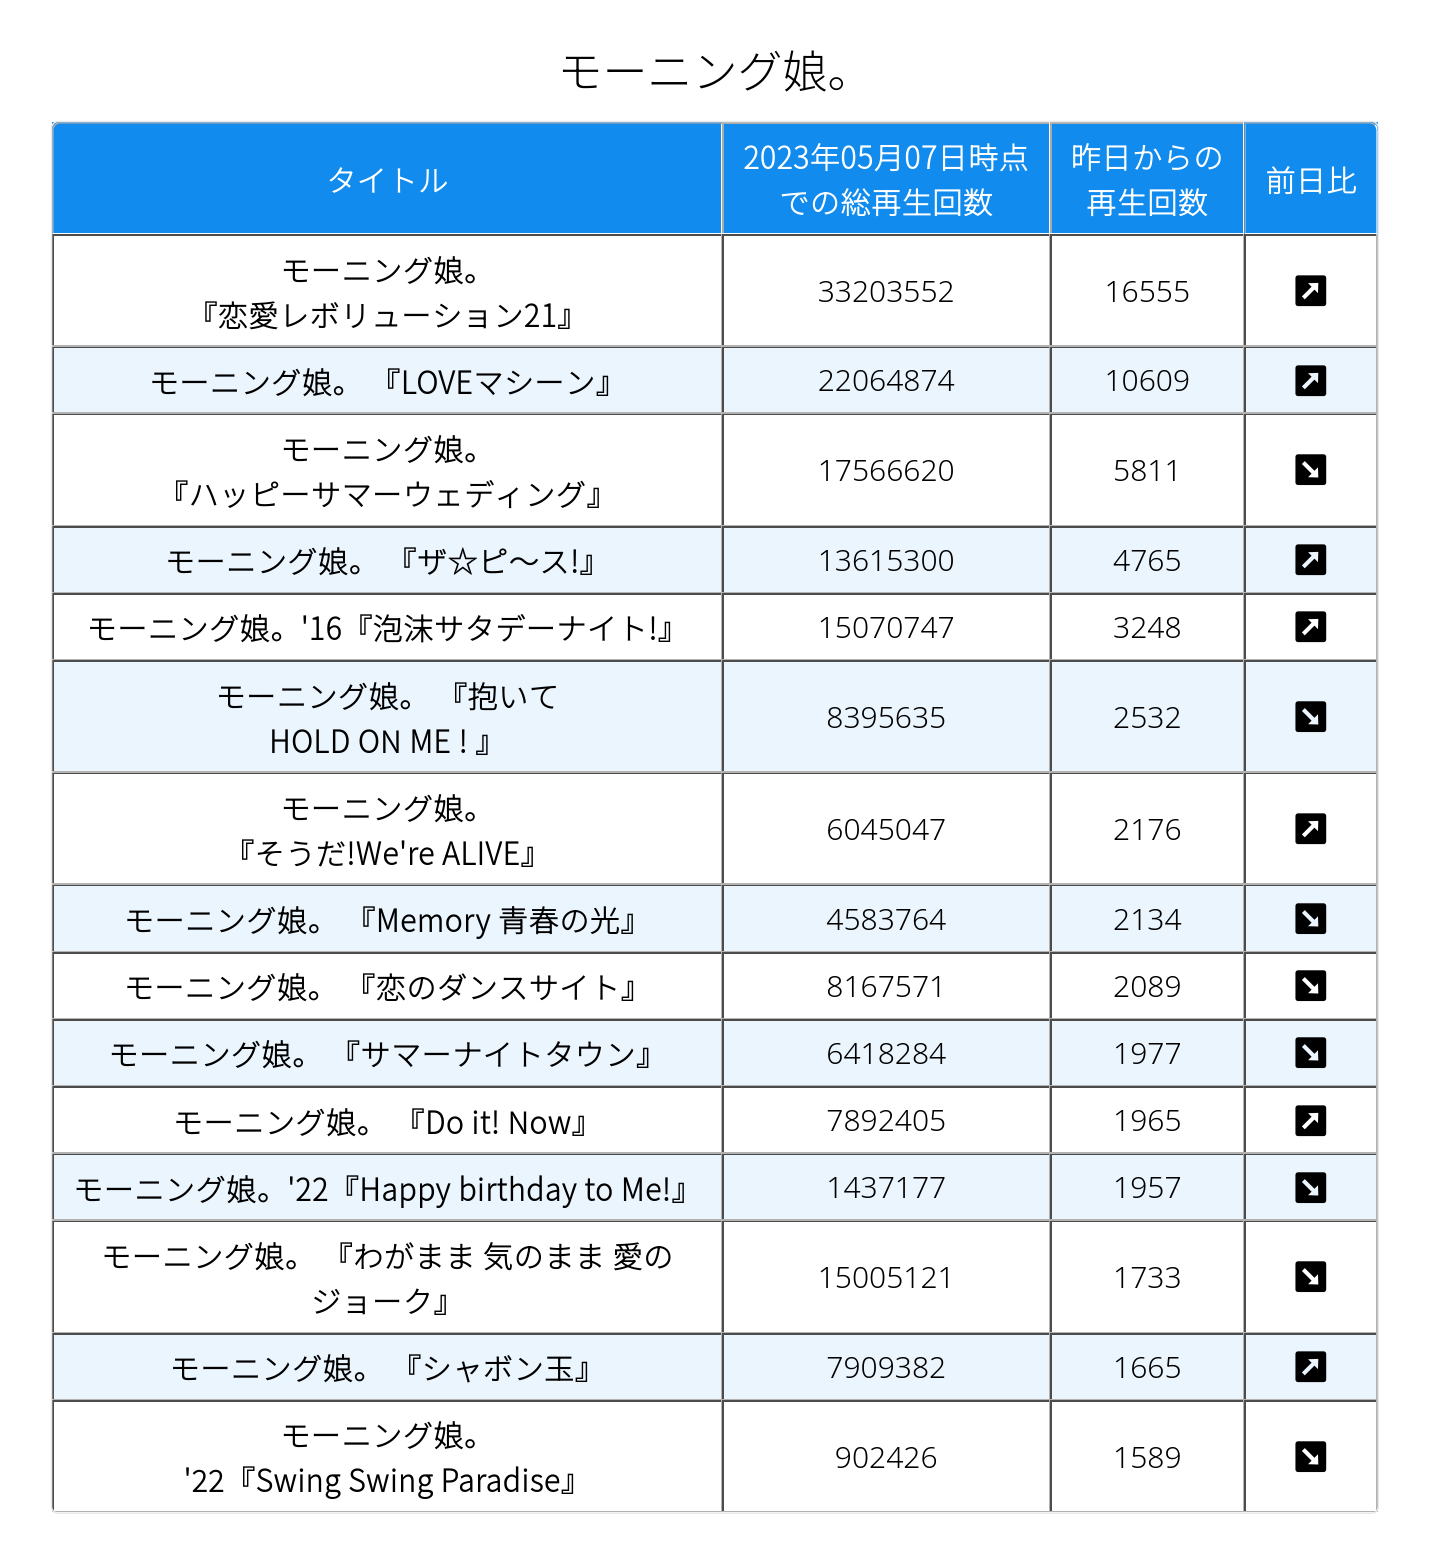 モーニング娘。
タイトル
2023年05月07日時点
での総再生回数
昨日からの
再生回数
前日比
モーニング娘。
『恋愛レボリューション21』
33203552
16555
↗
モーニング娘。 『LOVEマシーン』
22064874
10609
↗
モーニング娘。
『ハッピーサマーウェディング』
17566620
5811
↘
モーニング娘。 『ザ☆ピ〜ス!』
13615300
4765
↗
モーニング娘。'16『泡沫サタデーナイト!』
15070747
3248
↗
モーニング娘。 『抱いて
HOLD ON ME ! 』
8395635
2532
↘
モーニング娘。
『そうだ!We're ALIVE』
6045047
2176
↗
モーニング娘。 『Memory 青春の光』
4583764
2134
↘
モーニング娘。 『恋のダンスサイト』
8167571
2089
↘
モーニング娘。 『サマーナイトタウン』
6418284
1977
↘
モーニング娘。 『Do it! Now』
7892405
1965
↗
モーニング娘。'22『Happy birthday to Me!』
1437177
1957
↘
モーニング娘。 『わがまま 気のまま 愛の
ジョーク』
15005121
1733
↘
モーニング娘。 『シャボン玉』
7909382
1665
↗
モーニング娘。
'22『Swing Swing Paradise』
902426
1589
↘